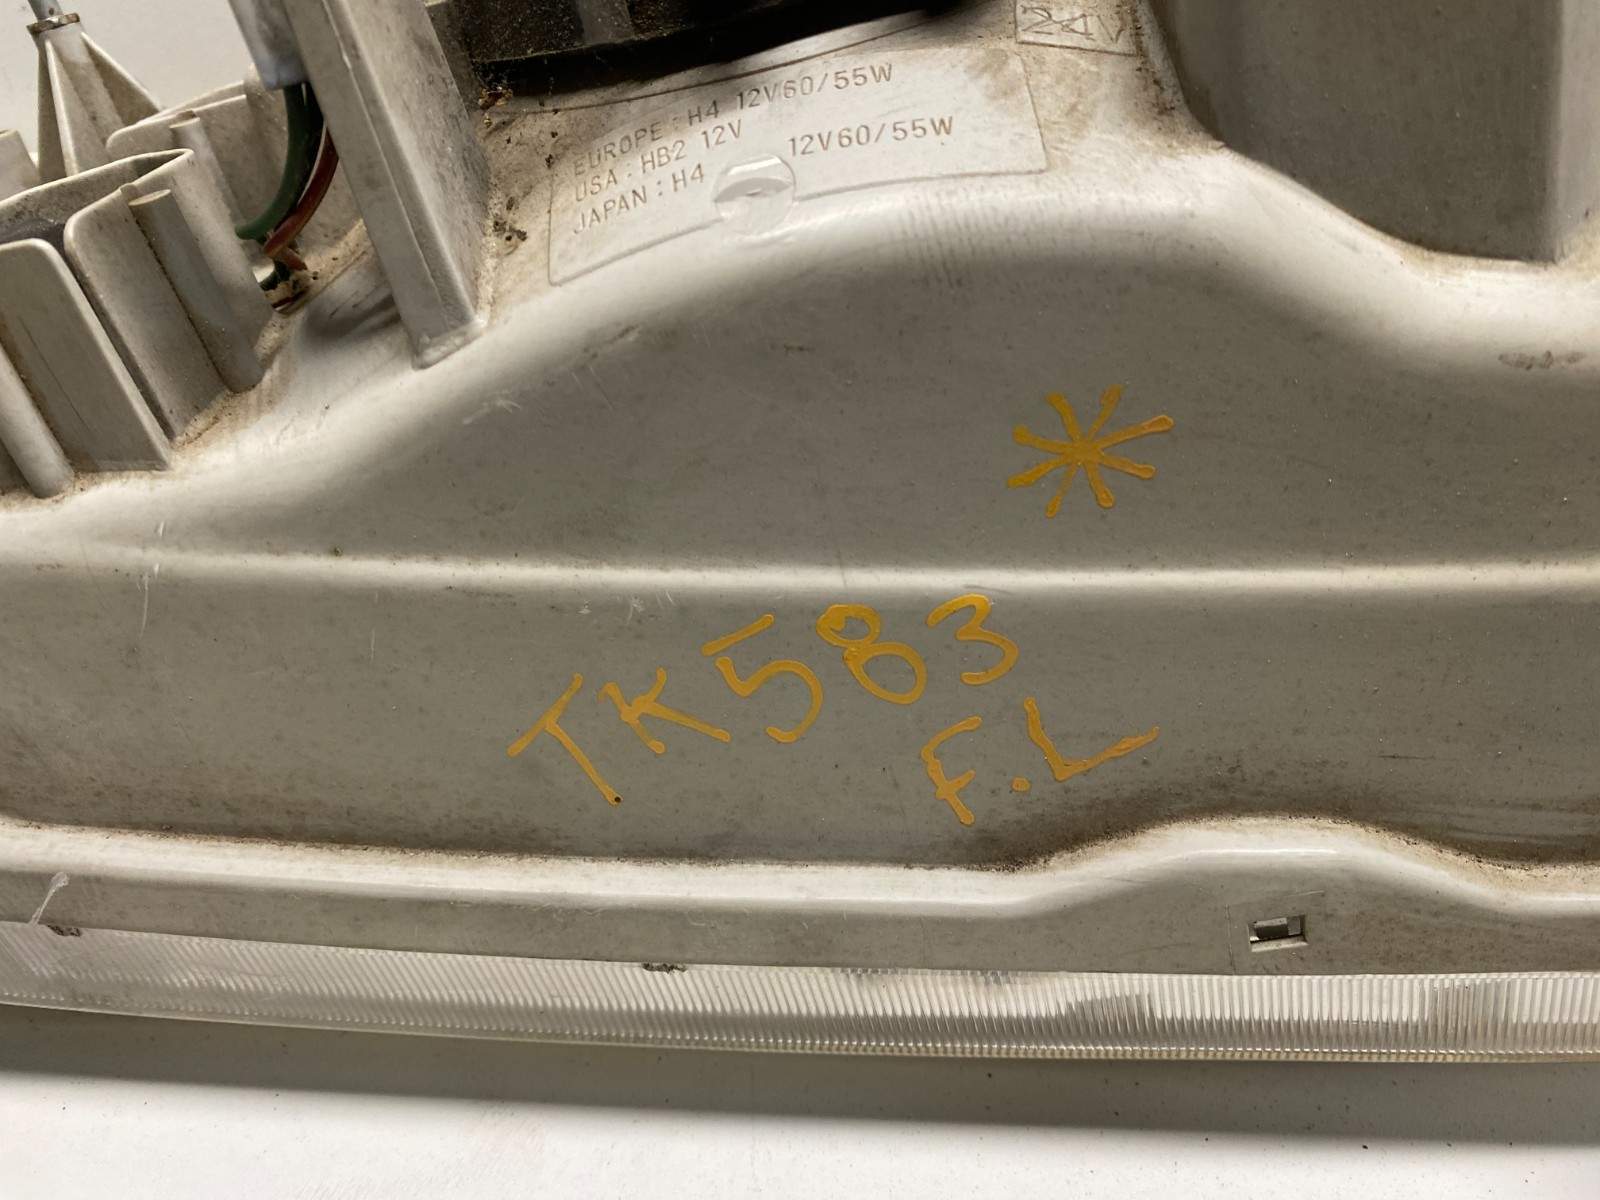 24V
EUROPE : H4 12V60/55W
USA : HB2 12V
JAPAN : H4 12V60/55W
TK583
F.L